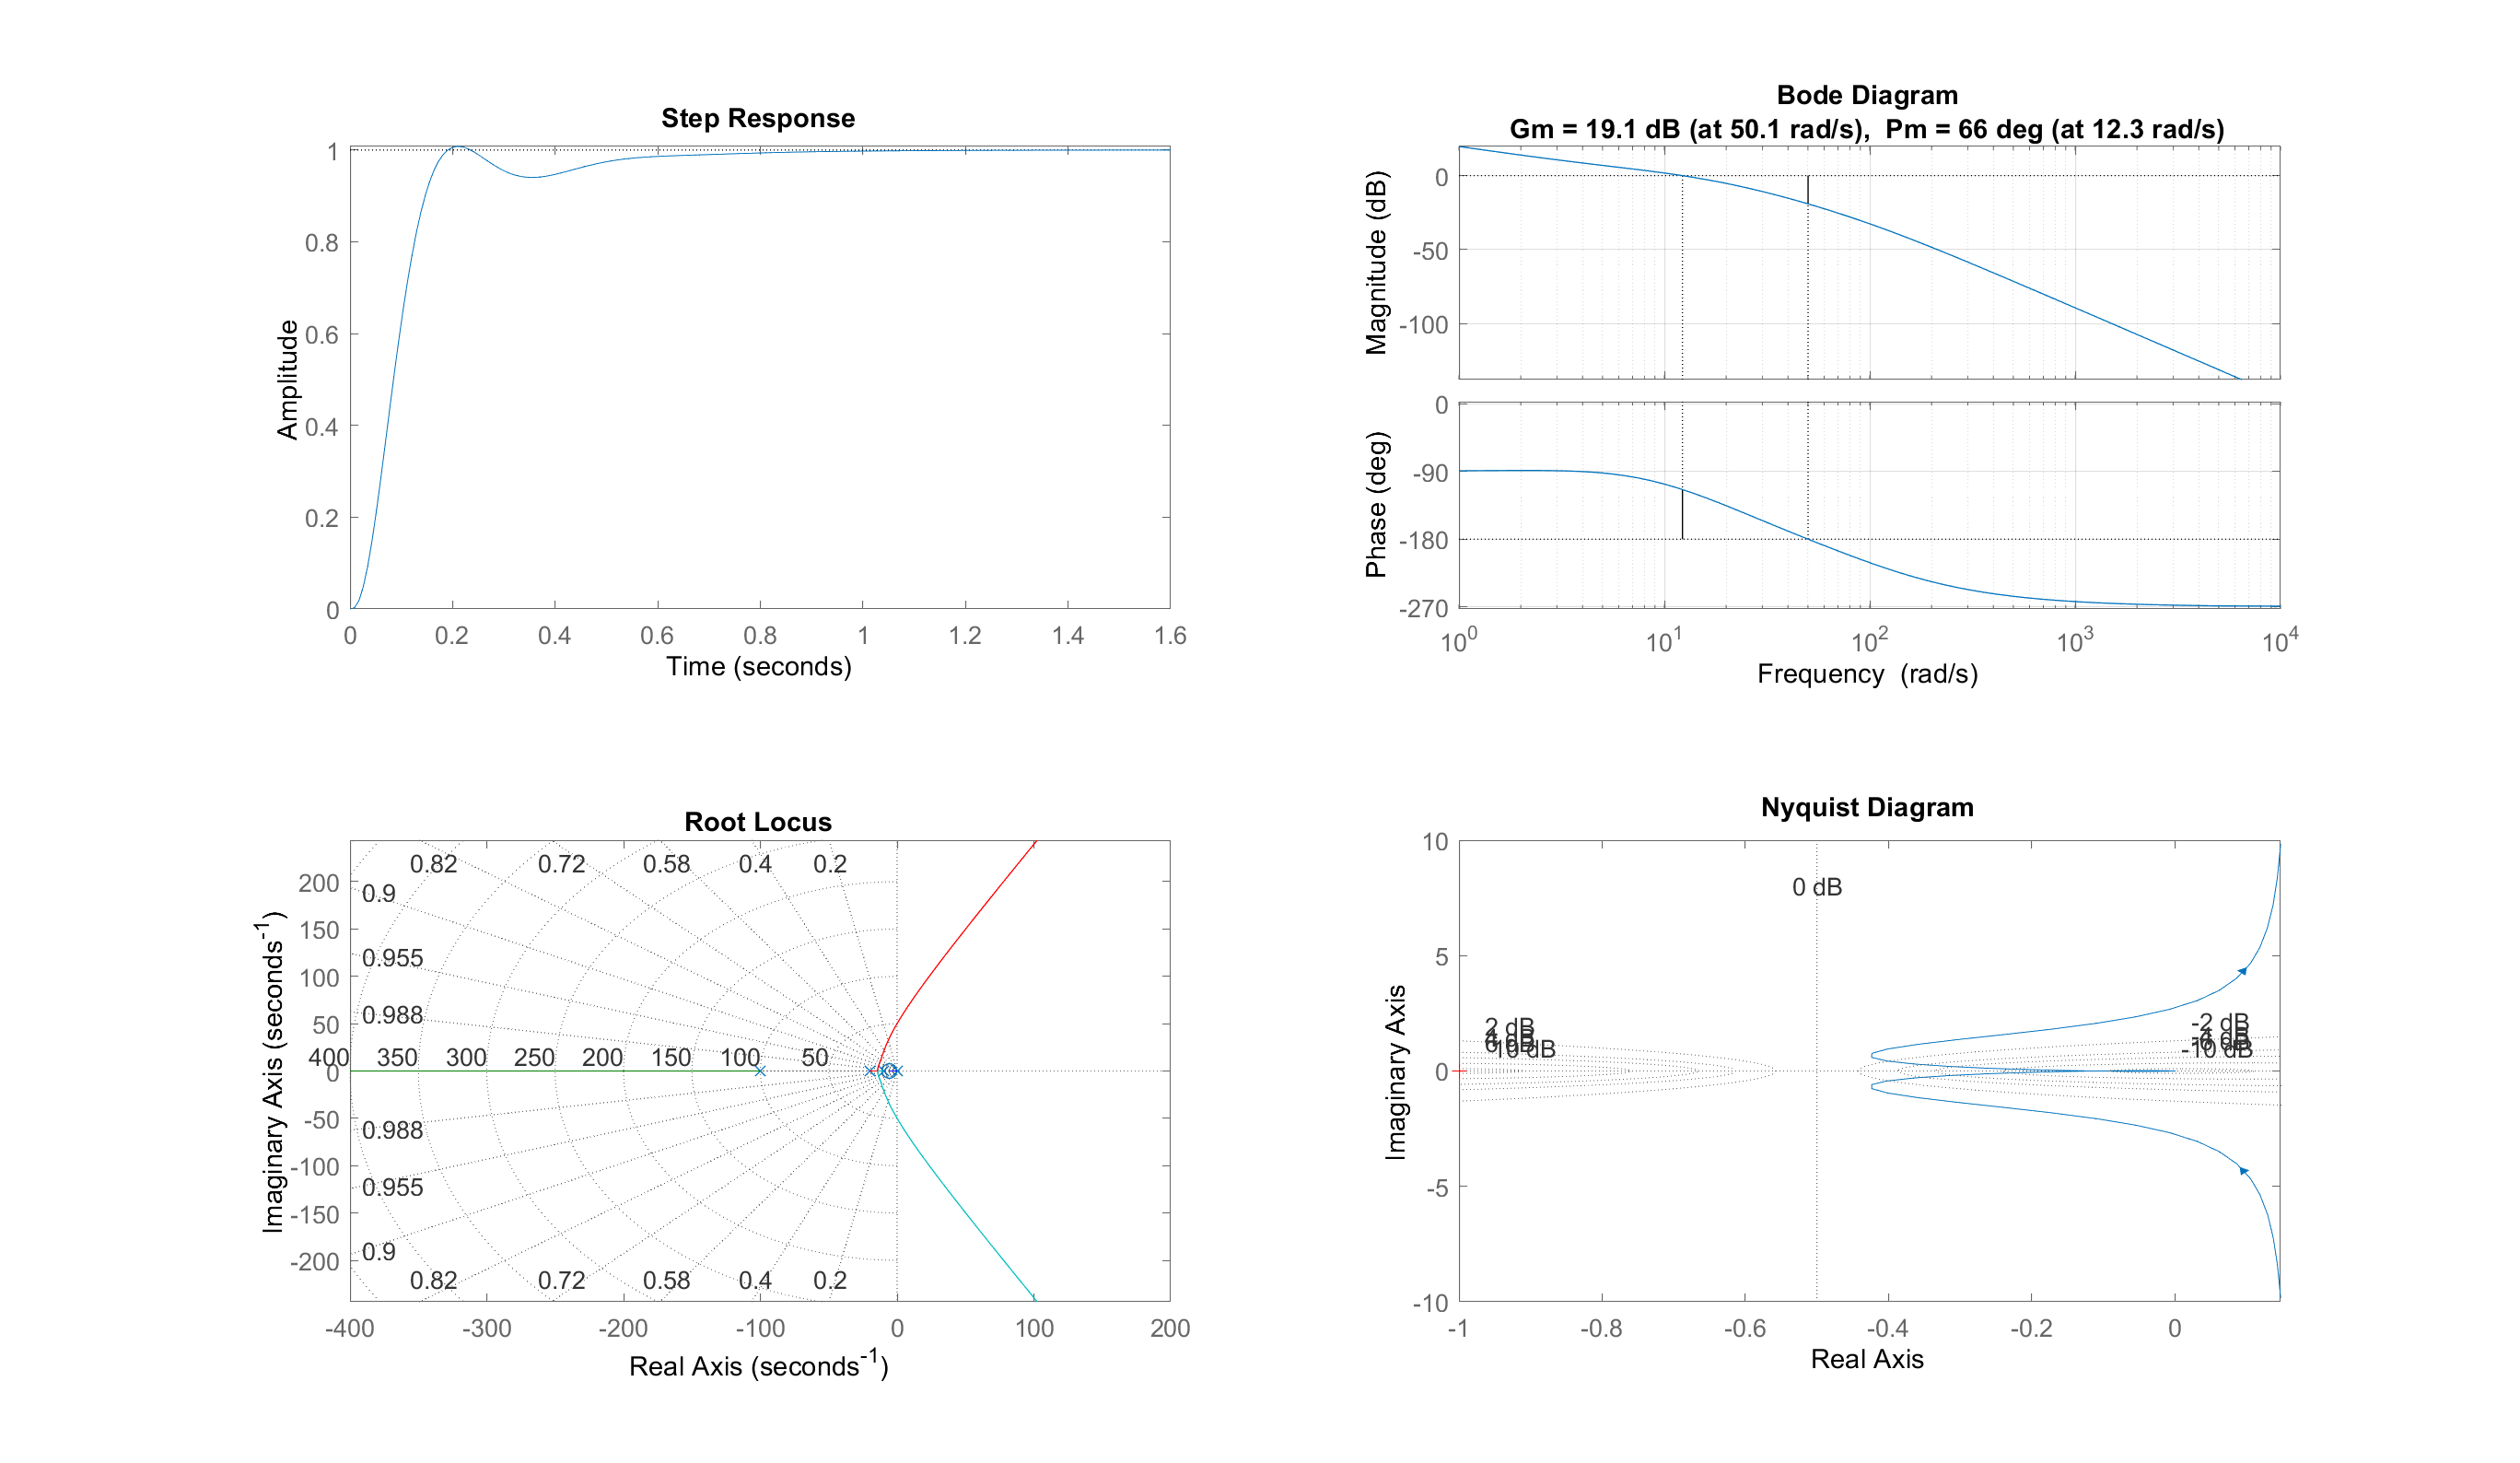 Step Response
1
0.8
0.6
0.4
0.2
0
Amplitude
0 0.2 0.4 0.6 0.8 1 1.2 1.4 1.6
Time (seconds)
Bode Diagram
Gm = 19.1 dB (at 50.1 rad/s), Pm = 66 deg (at 12.3 rad/s)
0
-50
-100
Magnitude (dB)
0
-90
-180
-270
Phase (deg)
10^0 10^1 10^2 10^3 10^4
Frequency (rad/s)
Root Locus
0.82 0.72 0.58 0.4 0.2
0.9
0.955
0.988
400 350 300 250 200 150 100 50
0.988
0.955
0.9
0.82 0.72 0.58 0.4 0.2
200
150
100
50
0
-50
-100
-150
-200
Imaginary Axis (seconds^-1)
-400 -300 -200 -100 0 100 200
Real Axis (seconds^-1)
Nyquist Diagram
0 dB
2 dB
-2 dB
-10 dB
10
5
0
-5
-10
Imaginary Axis
-1 -0.8 -0.6 -0.4 -0.2 0
Real Axis